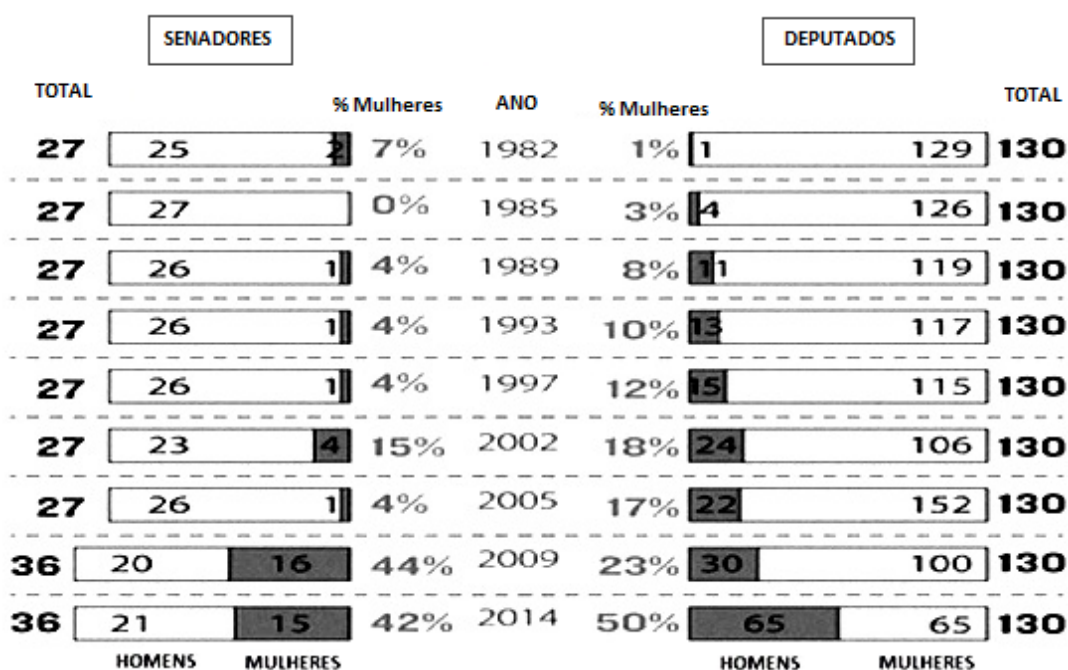 SENADORES DEPUTADOS
TOTAL % Mulheres ANO % Mulheres TOTAL
27 25 2 7% 1982 1% 1 129 130
27 27 0% 1985 3% 4 126 130
27 26 1 4% 1989 8% 11 119 130
27 26 1 4% 1993 10% 13 117 130
27 26 1 4% 1997 12% 15 115 130
27 23 4 15% 2002 18% 24 106 130
27 26 1 4% 2005 17% 22 152 130
36 20 16 44% 2009 23% 30 100 130
36 21 15 42% 2014 50% 65 65 130
HOMENS MULHERES HOMENS MULHERES